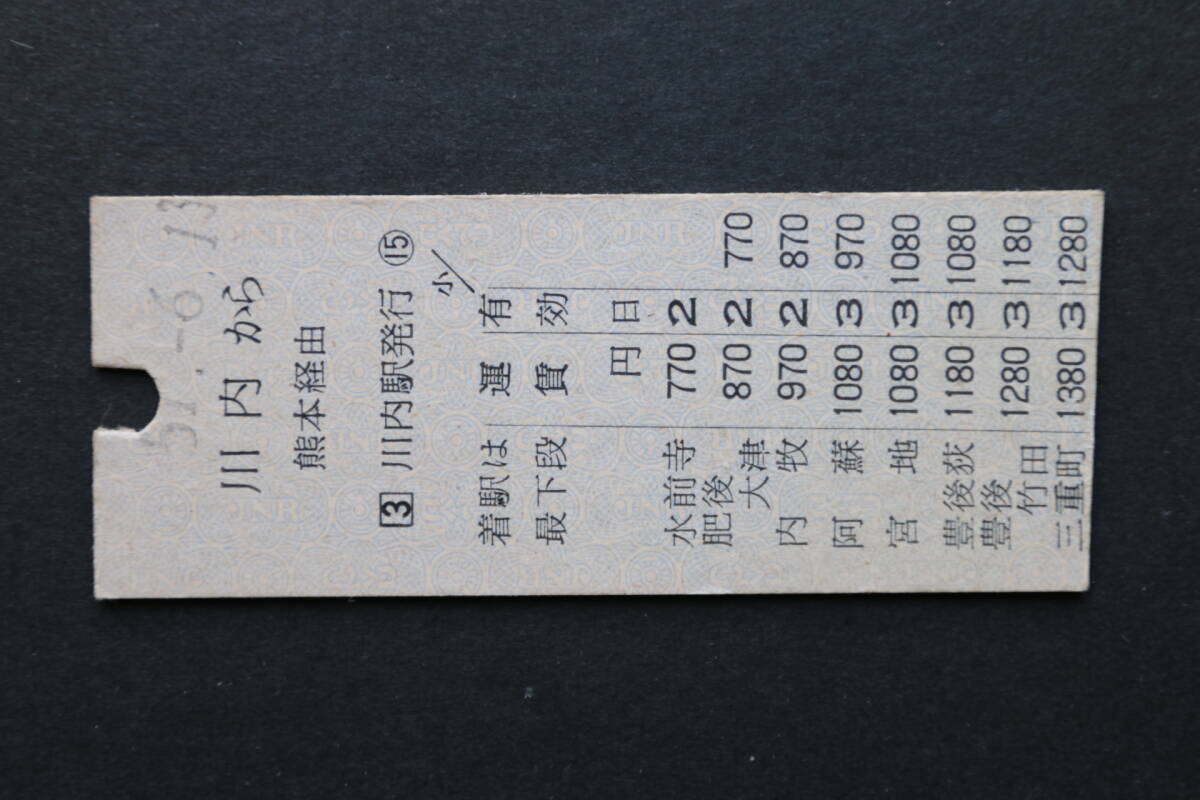 51.-6.13
川内から
熊本経由
3 川内駅発行 ⑮
小
着駅は 運 有
最下段 賃 効
円 日
水前寺 770 2
肥後大津 870 2 770
内牧 970 2 870
阿蘇 1080 3 970
宮地 1080 3 1080
豊後荻 1180 3 1080
豊後竹田 1280 3 1180
三重町 1380 3 1280